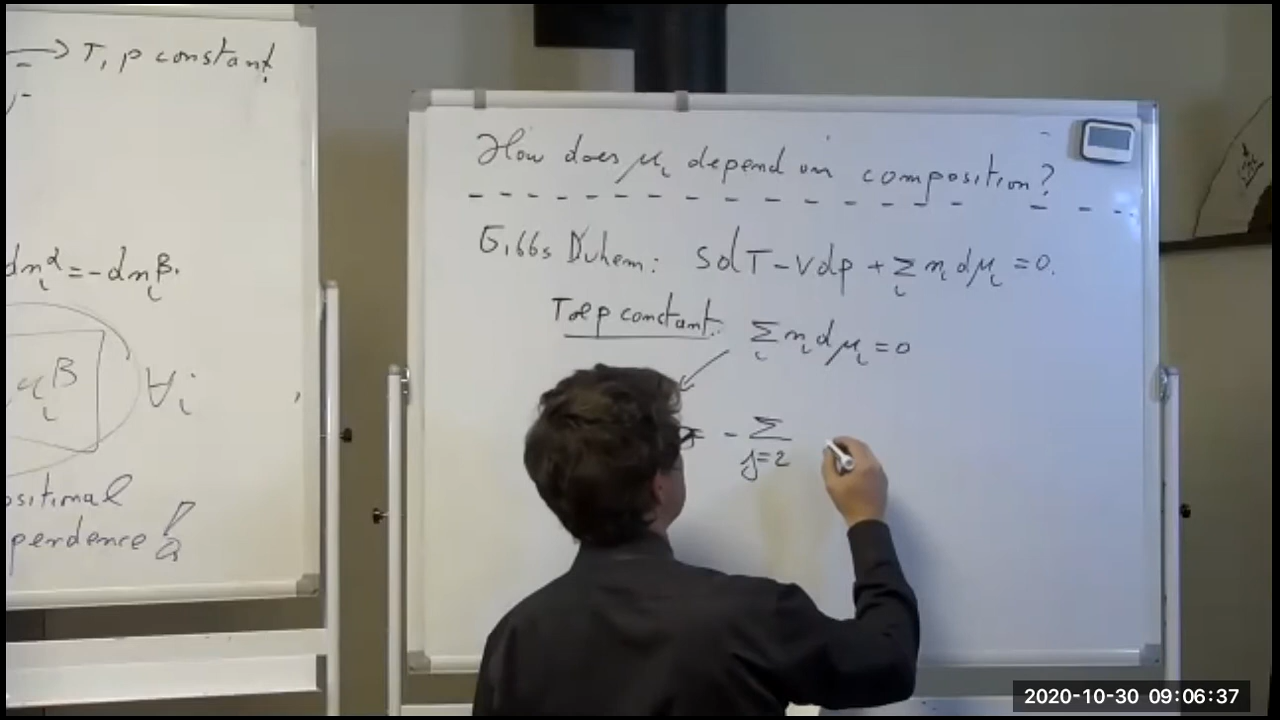 → T, p constant!
dn_i^α = -dn_i^β.
μ_i^β ∀i
ositional
pendence!
How does μ_i depend on composition?
Gibbs Duhem: SdT - Vdp + Σ_i n_i dμ_i = 0.
T & p constant: Σ_i n_i dμ_i = 0
= - Σ_{j=2}
2020-10-30 09:06:37